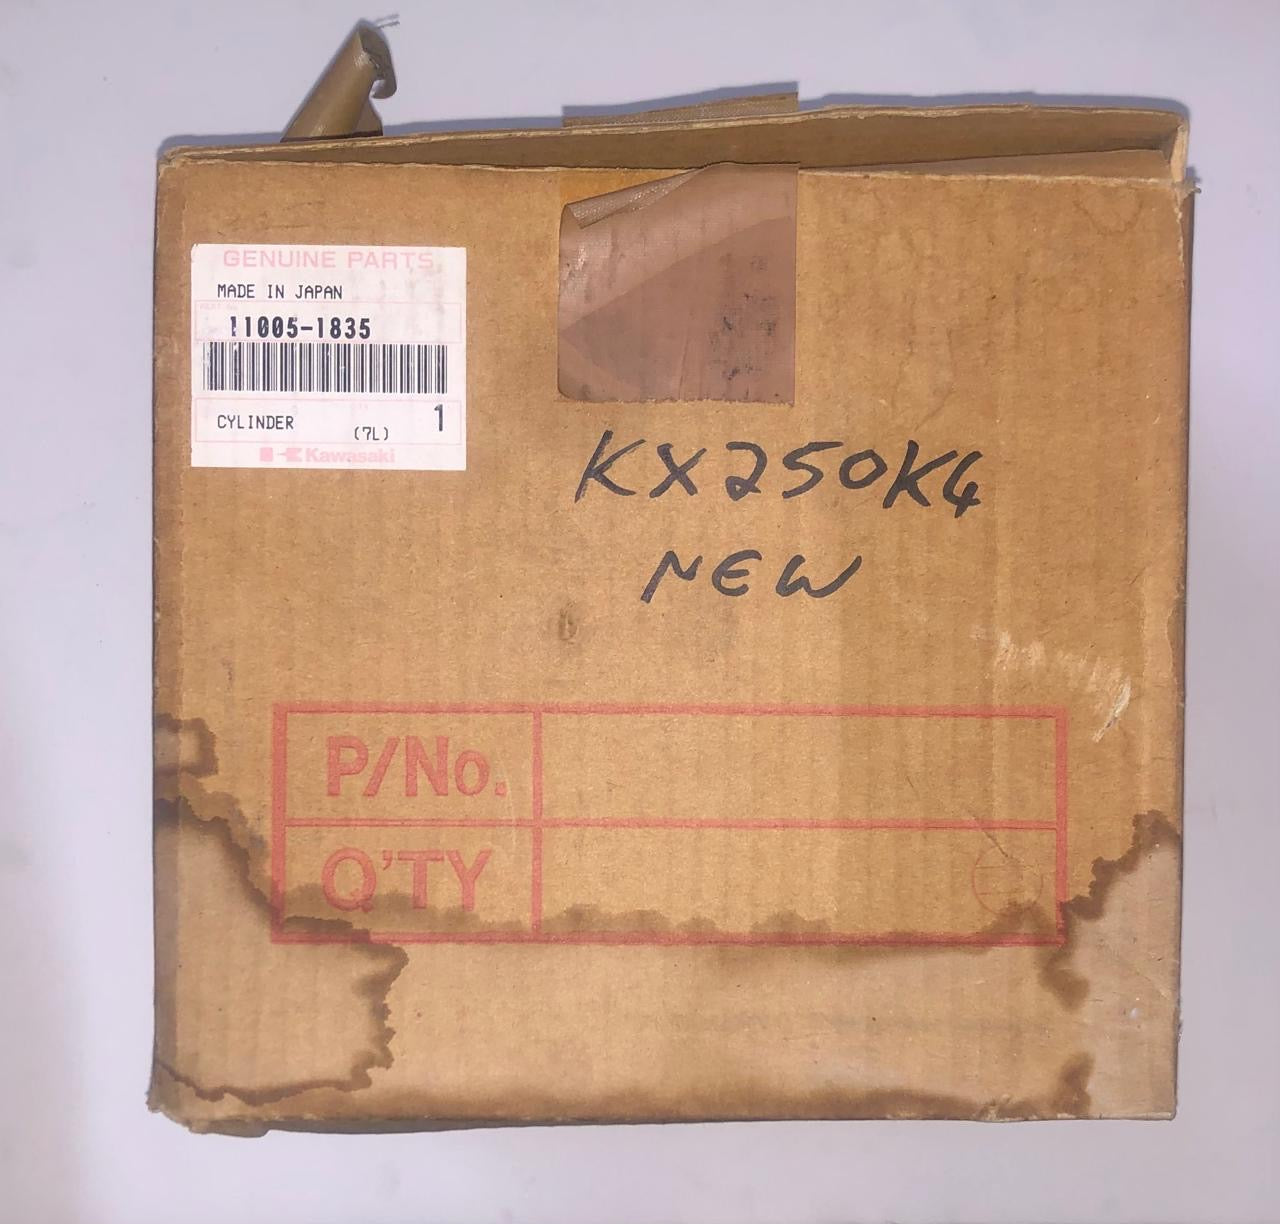 GENUINE PARTS
MADE IN JAPAN
11005-1835
CYLINDER (7L) 1
Kawasaki
KX250K4
NEW
P/No.
Q'TY